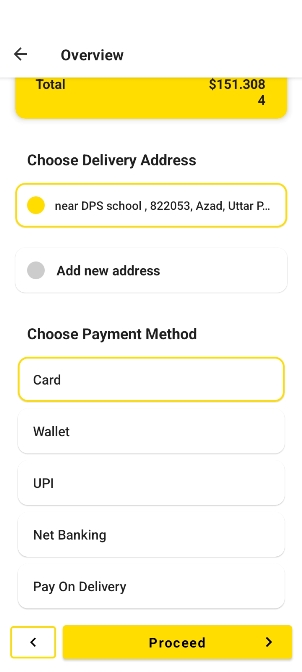 Overview
Total $151.308
4
Choose Delivery Address
near DPS school , 822053, Azad, Uttar P...
Add new address
Choose Payment Method
Card
Wallet
UPI
Net Banking
Pay On Delivery
Proceed